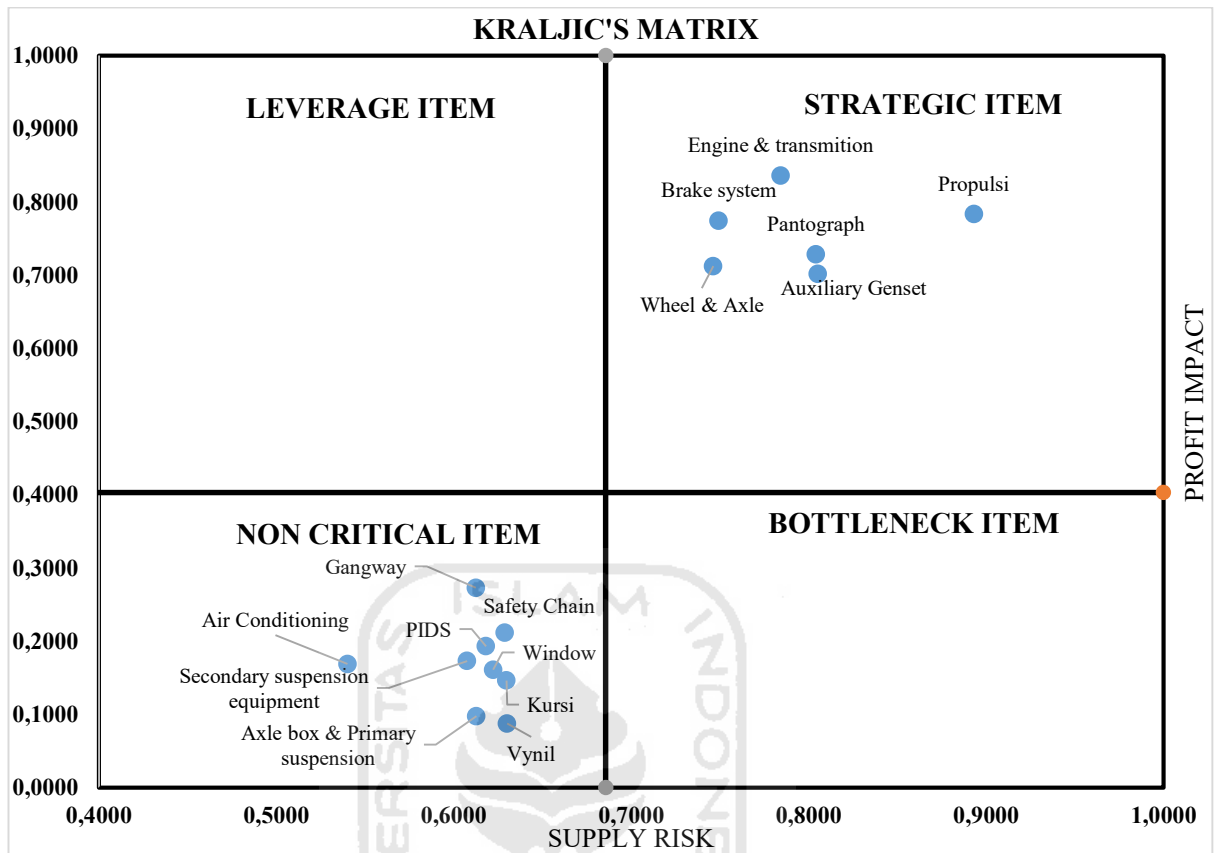 KRALJIC'S MATRIX
1,0000
0,9000
0,8000
0,7000
0,6000
0,5000
0,4000
0,3000
0,2000
0,1000
0,0000
LEVERAGE ITEM
STRATEGIC ITEM
Engine & transmition
Brake system
Propulsi
Pantograph
Wheel & Axle
Auxiliary Genset
PROFIT IMPACT
NON CRITICAL ITEM
BOTTLENECK ITEM
Gangway
Safety Chain
Air Conditioning
PIDS
Window
Secondary suspension
equipment
Kursi
Axle box & Primary
suspension
Vynil
ISLAM
INDONE
ERSITAS
0,4000
0,5000
0,6000
0,7000
0,8000
0,9000
1,0000
SUPPLY RISK